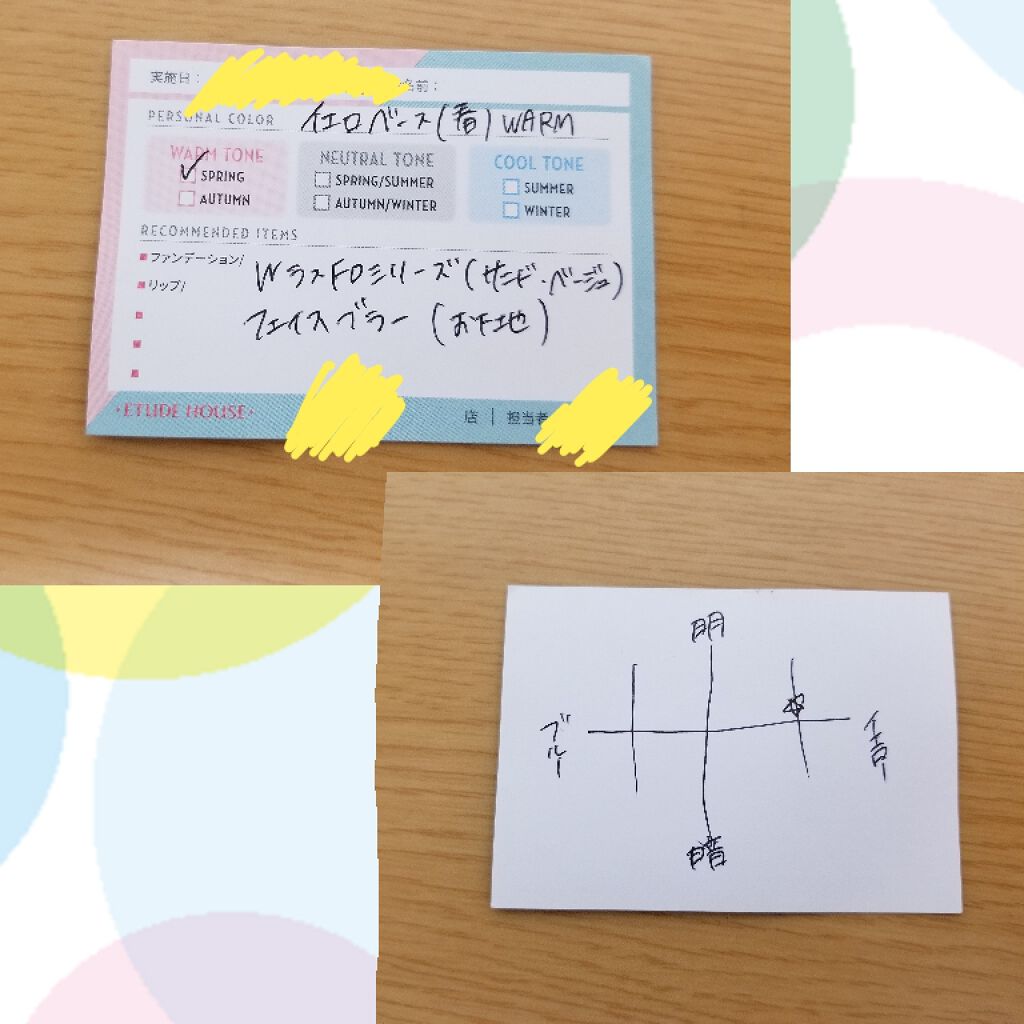 実施日: 名前:
PERSONAL COLOR イエロベース(春)WARM
WARM TONE
SPRING
AUTUMN
NEUTRAL TONE
SPRING/SUMMER
AUTUMN/WINTER
COOL TONE
SUMMER
WINTER
RECOMMENDED ITEMS
ファンデーション/ WラストFDシリーズ(サンド・ベージュ)
リップ/
フェイスブラー(お下地)
ETUDE HOUSE
店 | 担当者
明
ブルー
イエロー
暗